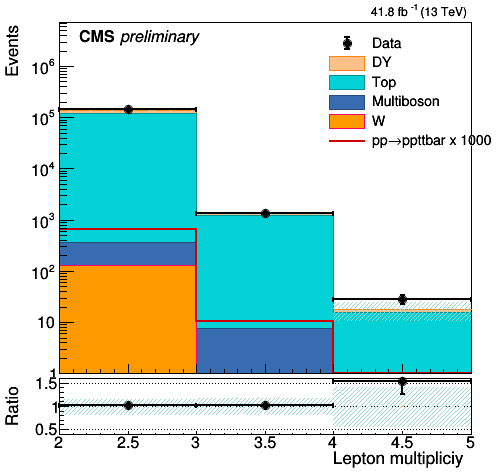 41.8 fb⁻¹ (13 TeV)
CMS preliminary
Events
Data
DY
Top
Multiboson
W
pp→ppttbar x 1000
10⁶
10⁵
10⁴
10³
10²
10
1
Ratio
1.5
1
0.5
2 2.5 3 3.5 4 4.5 5
Lepton multipliciy